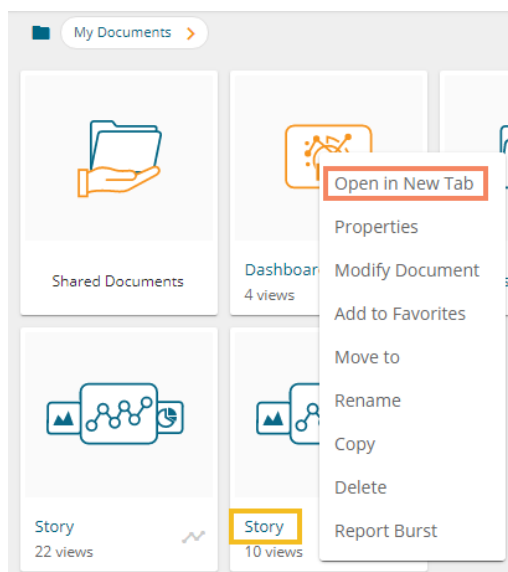 My Documents
Open in New Tab
Properties
Shared Documents
Modify Document
4 views
Add to Favorites
Move to
Rename
Copy
Delete
Story
22 views
Story
10 views
Report Burst